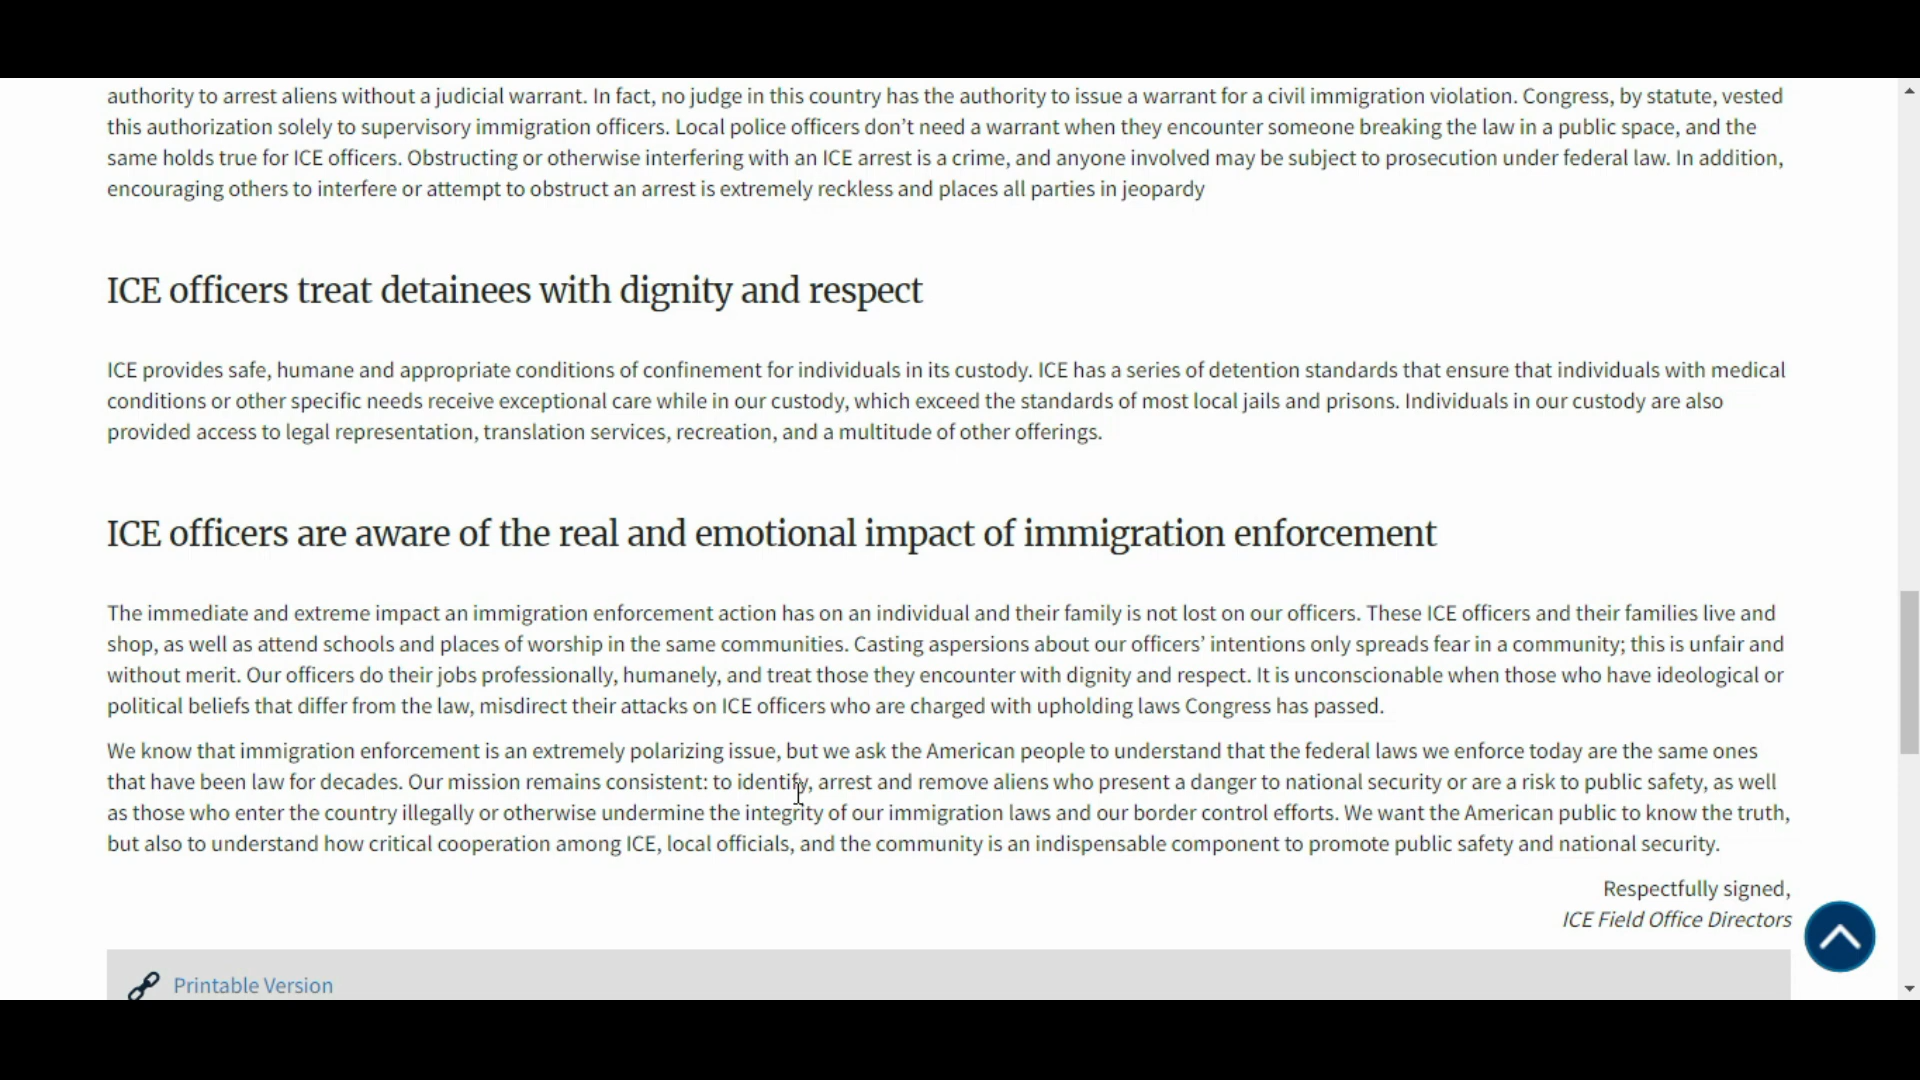 authority to arrest aliens without a judicial warrant. In fact, no judge in this country has the authority to issue a warrant for a civil immigration violation. Congress, by statute, vested
this authorization solely to supervisory immigration officers. Local police officers don’t need a warrant when they encounter someone breaking the law in a public space, and the
same holds true for ICE officers. Obstructing or otherwise interfering with an ICE arrest is a crime, and anyone involved may be subject to prosecution under federal law. In addition,
encouraging others to interfere or attempt to obstruct an arrest is extremely reckless and places all parties in jeopardy
ICE officers treat detainees with dignity and respect
ICE provides safe, humane and appropriate conditions of confinement for individuals in its custody. ICE has a series of detention standards that ensure that individuals with medical
conditions or other specific needs receive exceptional care while in our custody, which exceed the standards of most local jails and prisons. Individuals in our custody are also
provided access to legal representation, translation services, recreation, and a multitude of other offerings.
ICE officers are aware of the real and emotional impact of immigration enforcement
The immediate and extreme impact an immigration enforcement action has on an individual and their family is not lost on our officers. These ICE officers and their families live and
shop, as well as attend schools and places of worship in the same communities. Casting aspersions about our officers’ intentions only spreads fear in a community; this is unfair and
without merit. Our officers do their jobs professionally, humanely, and treat those they encounter with dignity and respect. It is unconscionable when those who have ideological or
political beliefs that differ from the law, misdirect their attacks on ICE officers who are charged with upholding laws Congress has passed.
We know that immigration enforcement is an extremely polarizing issue, but we ask the American people to understand that the federal laws we enforce today are the same ones
that have been law for decades. Our mission remains consistent: to identify, arrest and remove aliens who present a danger to national security or are a risk to public safety, as well
as those who enter the country illegally or otherwise undermine the integrity of our immigration laws and our border control efforts. We want the American public to know the truth,
but also to understand how critical cooperation among ICE, local officials, and the community is an indispensable component to promote public safety and national security.
Respectfully signed,
ICE Field Office Directors
Printable Version